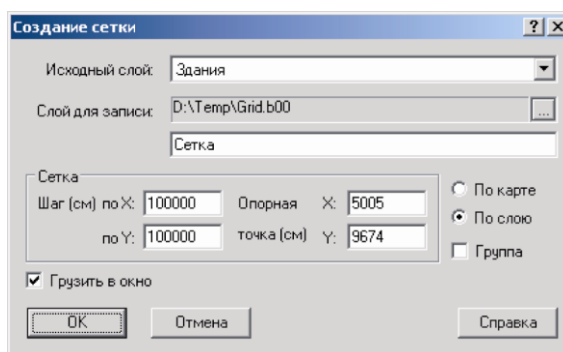 Создание сетки
Исходный слой: Здания
Слой для записи: D:\Temp\Grid.b00 ...
Сетка
Сетка
Шаг (см) по X: 100000 Опорная X: 5005 По карте
По слою
по Y: 100000 точка (см) Y: 9674 Группа
Грузить в окно
OK Отмена Справка